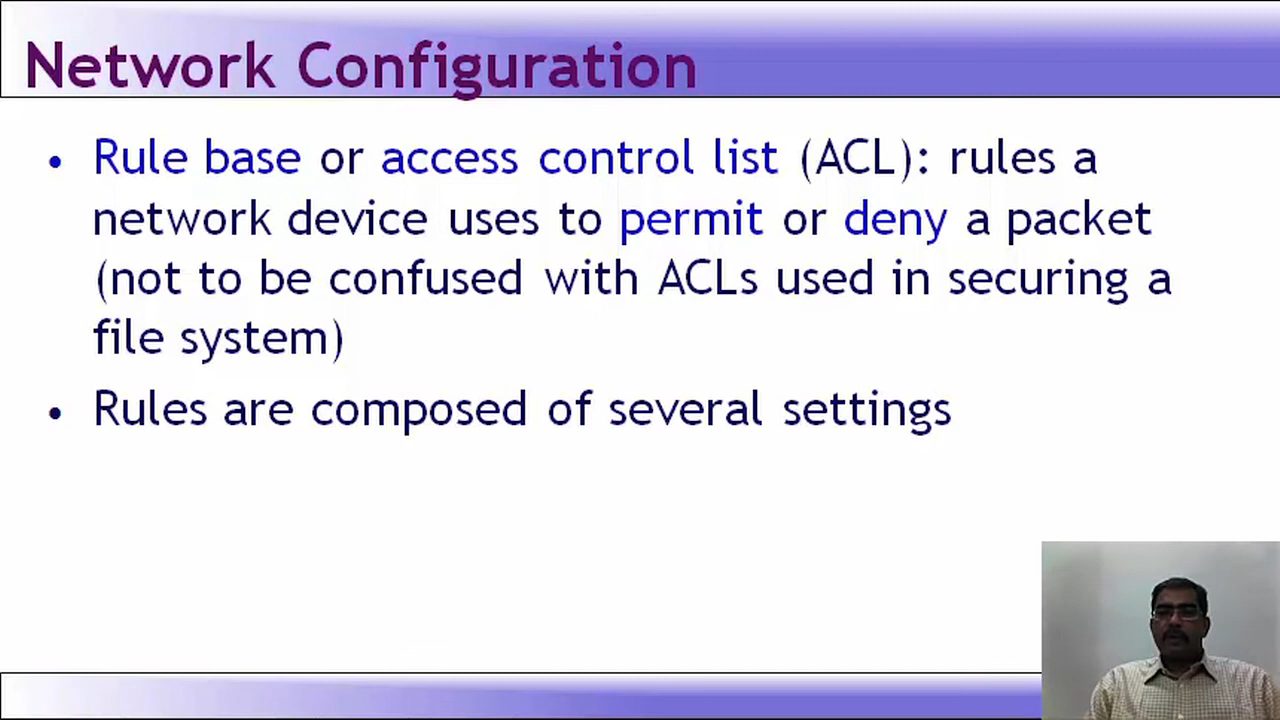 Network Configuration
• Rule base or access control list (ACL): rules a
network device uses to permit or deny a packet
(not to be confused with ACLs used in securing a
file system)
• Rules are composed of several settings